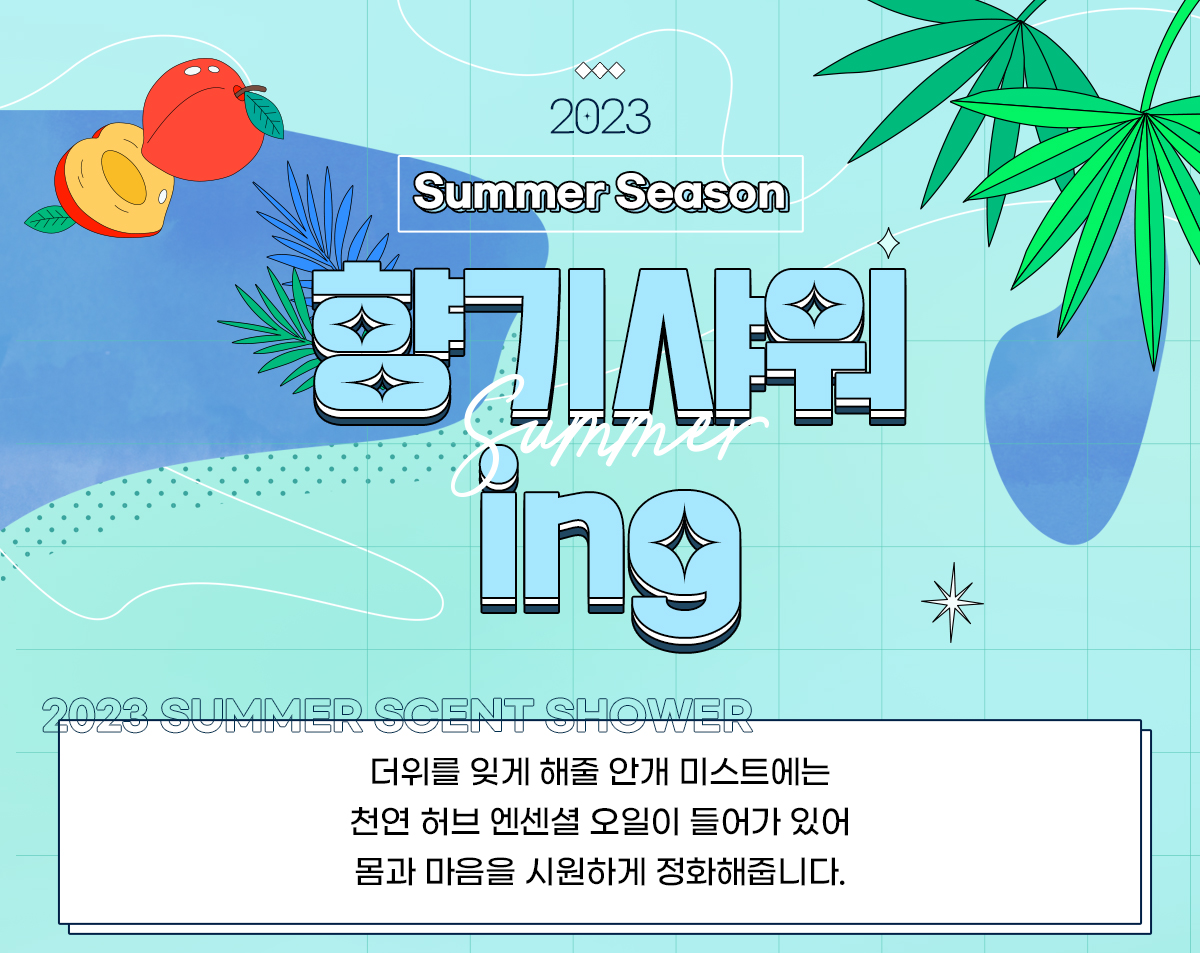 2023
Summer Season
향기샤워
Summer
ing
2023 SUMMER SCENT SHOWER
더위를 잊게 해줄 안개 미스트에는
천연 허브 엔센셜 오일이 들어가 있어
몸과 마음을 시원하게 정화해줍니다.